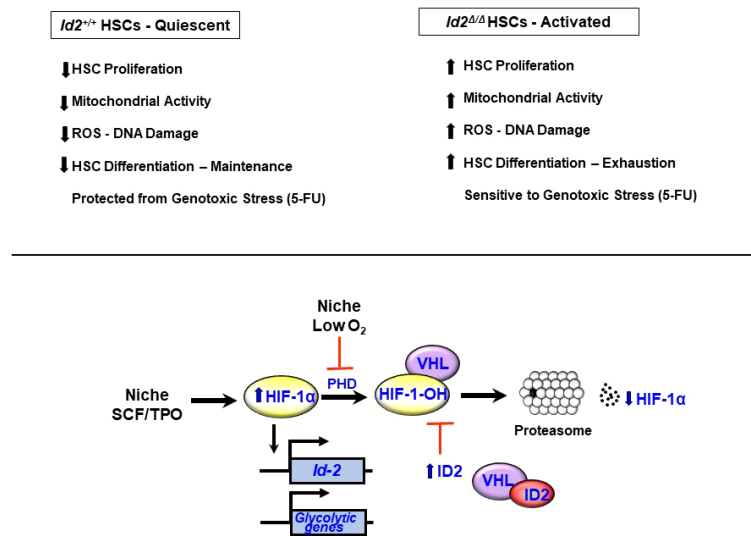 Id2+/+ HSCs - Quiescent
⬇HSC Proliferation
⬇Mitochondrial Activity
⬇ROS - DNA Damage
⬇HSC Differentiation – Maintenance
Protected from Genotoxic Stress (5-FU)
Id2Δ/Δ HSCs - Activated
⬆ HSC Proliferation
⬆ Mitochondrial Activity
⬆ ROS - DNA Damage
⬆ HSC Differentiation – Exhaustion
Sensitive to Genotoxic Stress (5-FU)
Niche
Low O2
VHL
Niche
SCF/TPO
⬆HIF-1α
PHD
HIF-1-OH
Proteasome
⬇HIF-1α
Id-2
⬆ID2
VHL
ID2
Glycolytic
genes